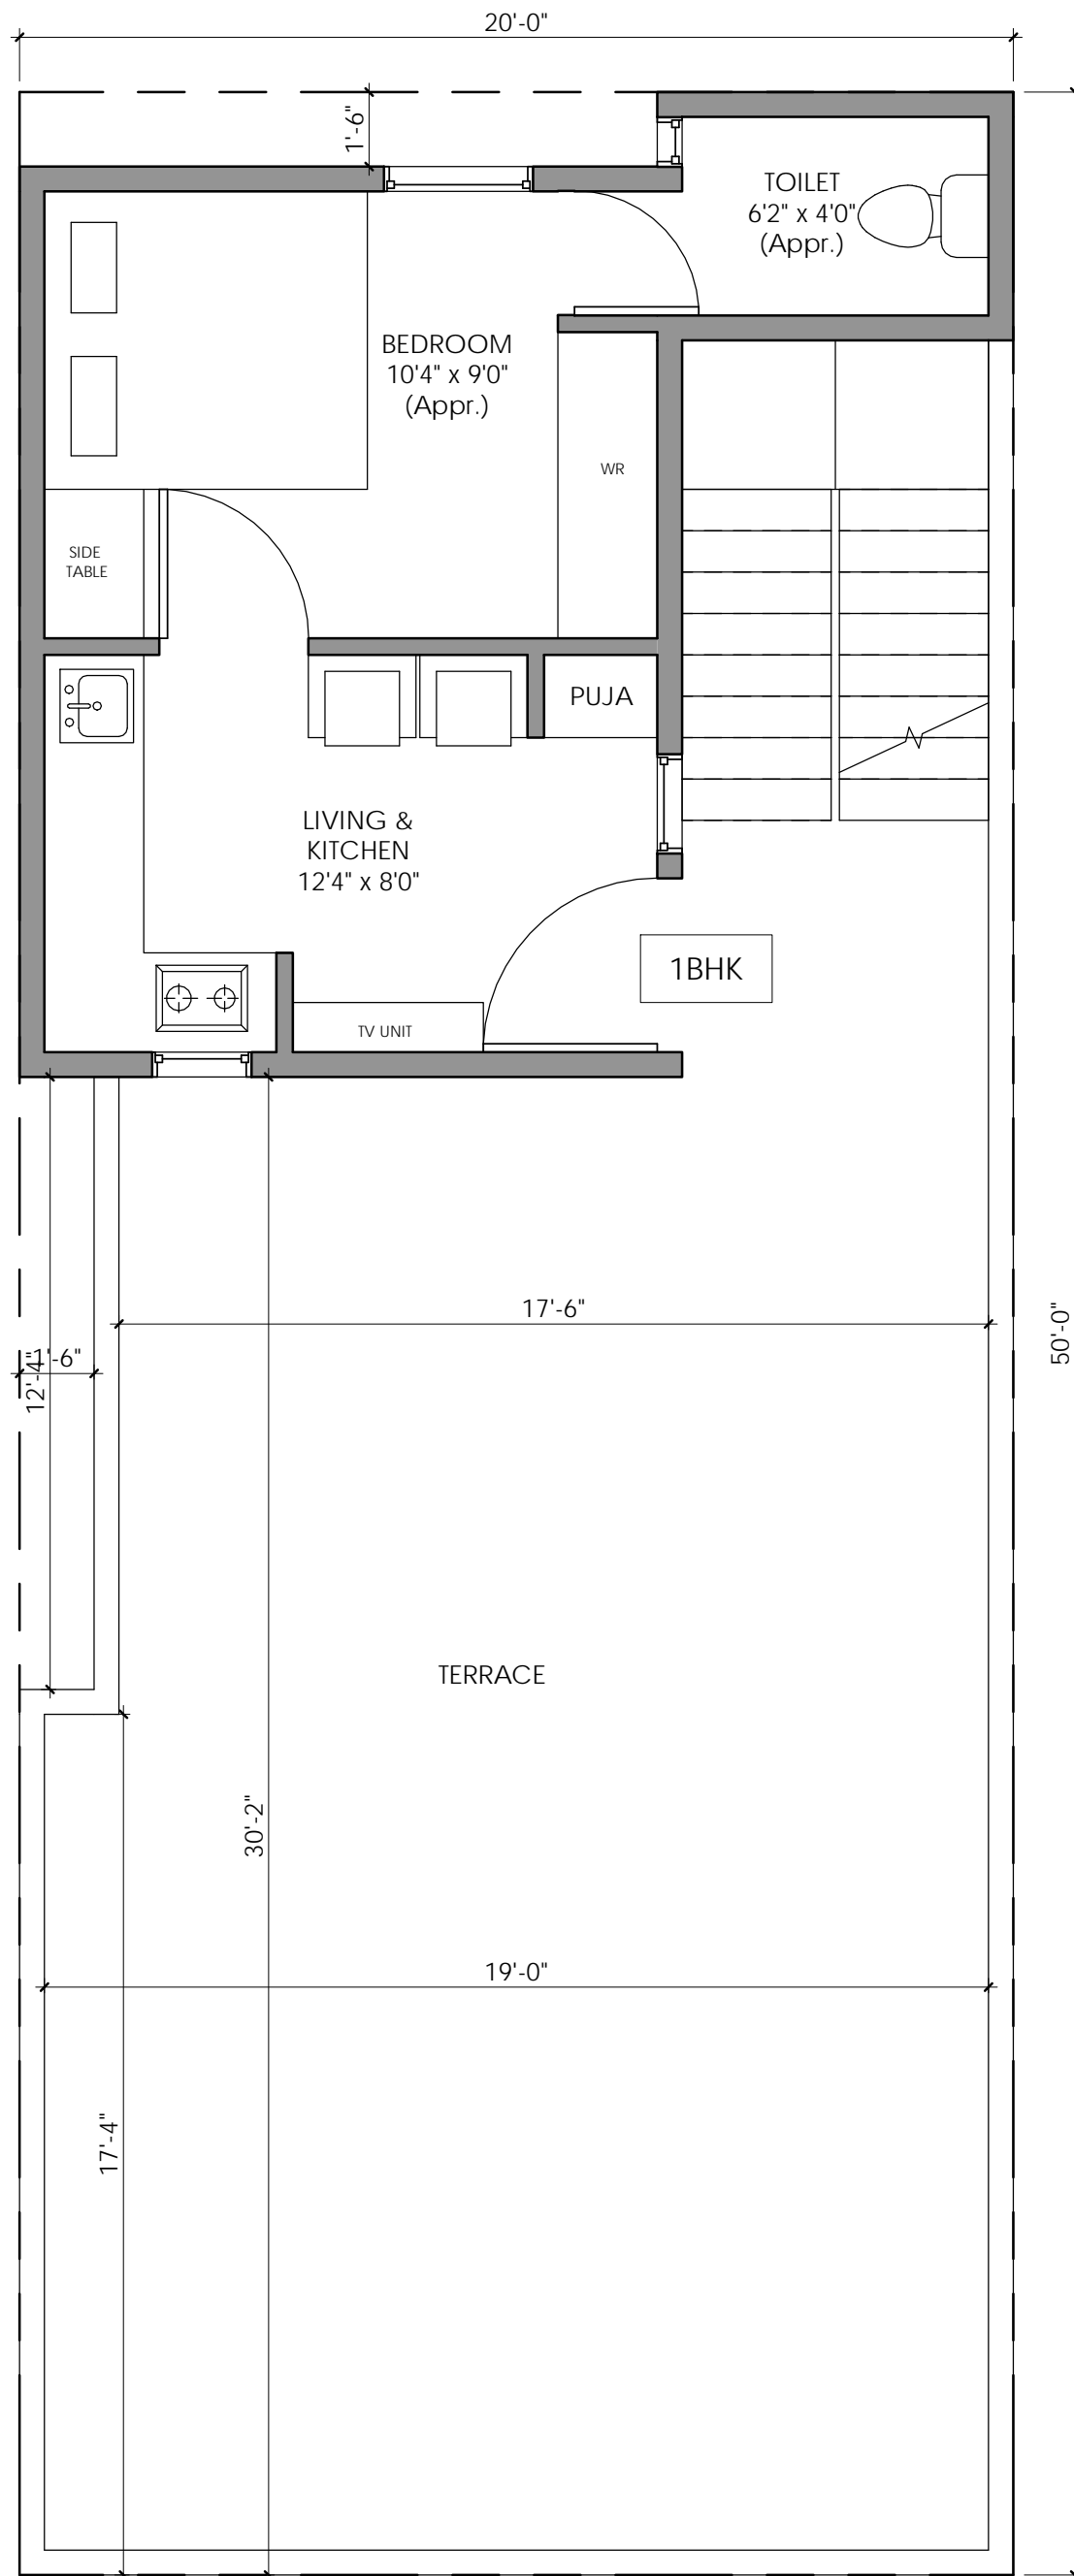 20'-0"
1'-6"
TOILET
6'2" x 4'0"
(Appr.)
BEDROOM
10'4" x 9'0"
(Appr.)
WR
SIDE
TABLE
PUJA
LIVING &
KITCHEN
12'4" x 8'0"
1BHK
TV UNIT
17'-6"
50'-0"
1'-6"
12'-4"
TERRACE
30'-2"
19'-0"
17'-4"